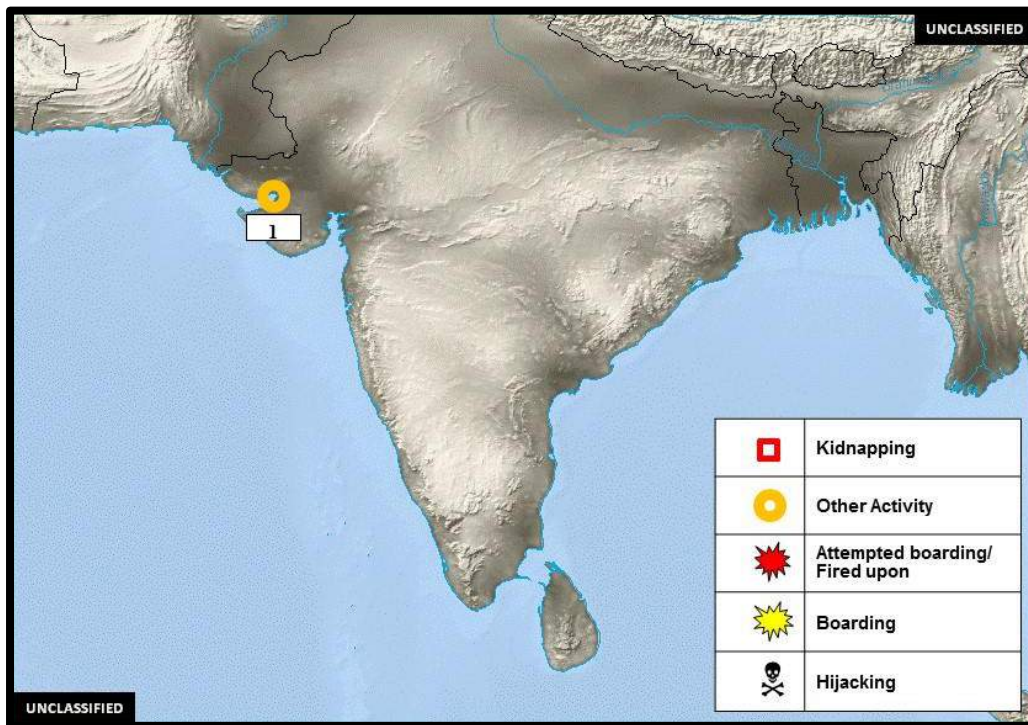 UNCLASSIFIED
1
Kidnapping
Other Activity
Attempted boarding/
Fired upon
Boarding
Hijacking
UNCLASSIFIED